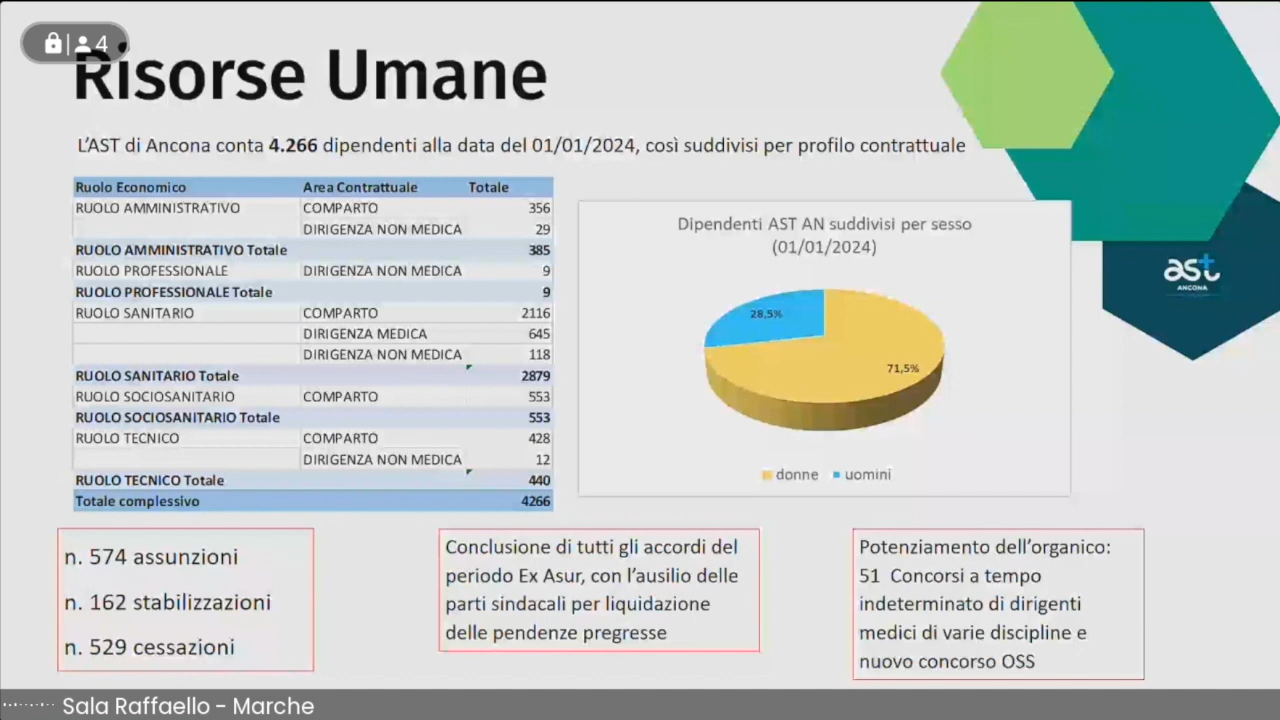 4
Risorse Umane
L'AST di Ancona conta 4.266 dipendenti alla data del 01/01/2024, così suddivisi per profilo contrattuale
Ruolo Economico Area Contrattuale Totale
RUOLO AMMINISTRATIVO COMPARTO 356
DIRIGENZA NON MEDICA 29
RUOLO AMMINISTRATIVO Totale 385
RUOLO PROFESSIONALE DIRIGENZA NON MEDICA 9
RUOLO PROFESSIONALE Totale 9
RUOLO SANITARIO COMPARTO 2116
DIRIGENZA MEDICA 645
DIRIGENZA NON MEDICA 118
RUOLO SANITARIO Totale 2879
RUOLO SOCIOSANITARIO COMPARTO 553
RUOLO SOCIOSANITARIO Totale 553
RUOLO TECNICO COMPARTO 428
DIRIGENZA NON MEDICA 12
RUOLO TECNICO Totale 440
Totale complessivo 4266
Dipendenti AST AN suddivisi per sesso
(01/01/2024)
28,5%
71,5%
donne uomini
ast
ANCONA
n. 574 assunzioni
n. 162 stabilizzazioni
n. 529 cessazioni
Conclusione di tutti gli accordi del
periodo Ex Asur, con l'ausilio delle
parti sindacali per liquidazione
delle pendenze pregresse
Potenziamento dell'organico:
51 Concorsi a tempo
indeterminato di dirigenti
medici di varie discipline e
nuovo concorso OSS
Sala Raffaello - Marche